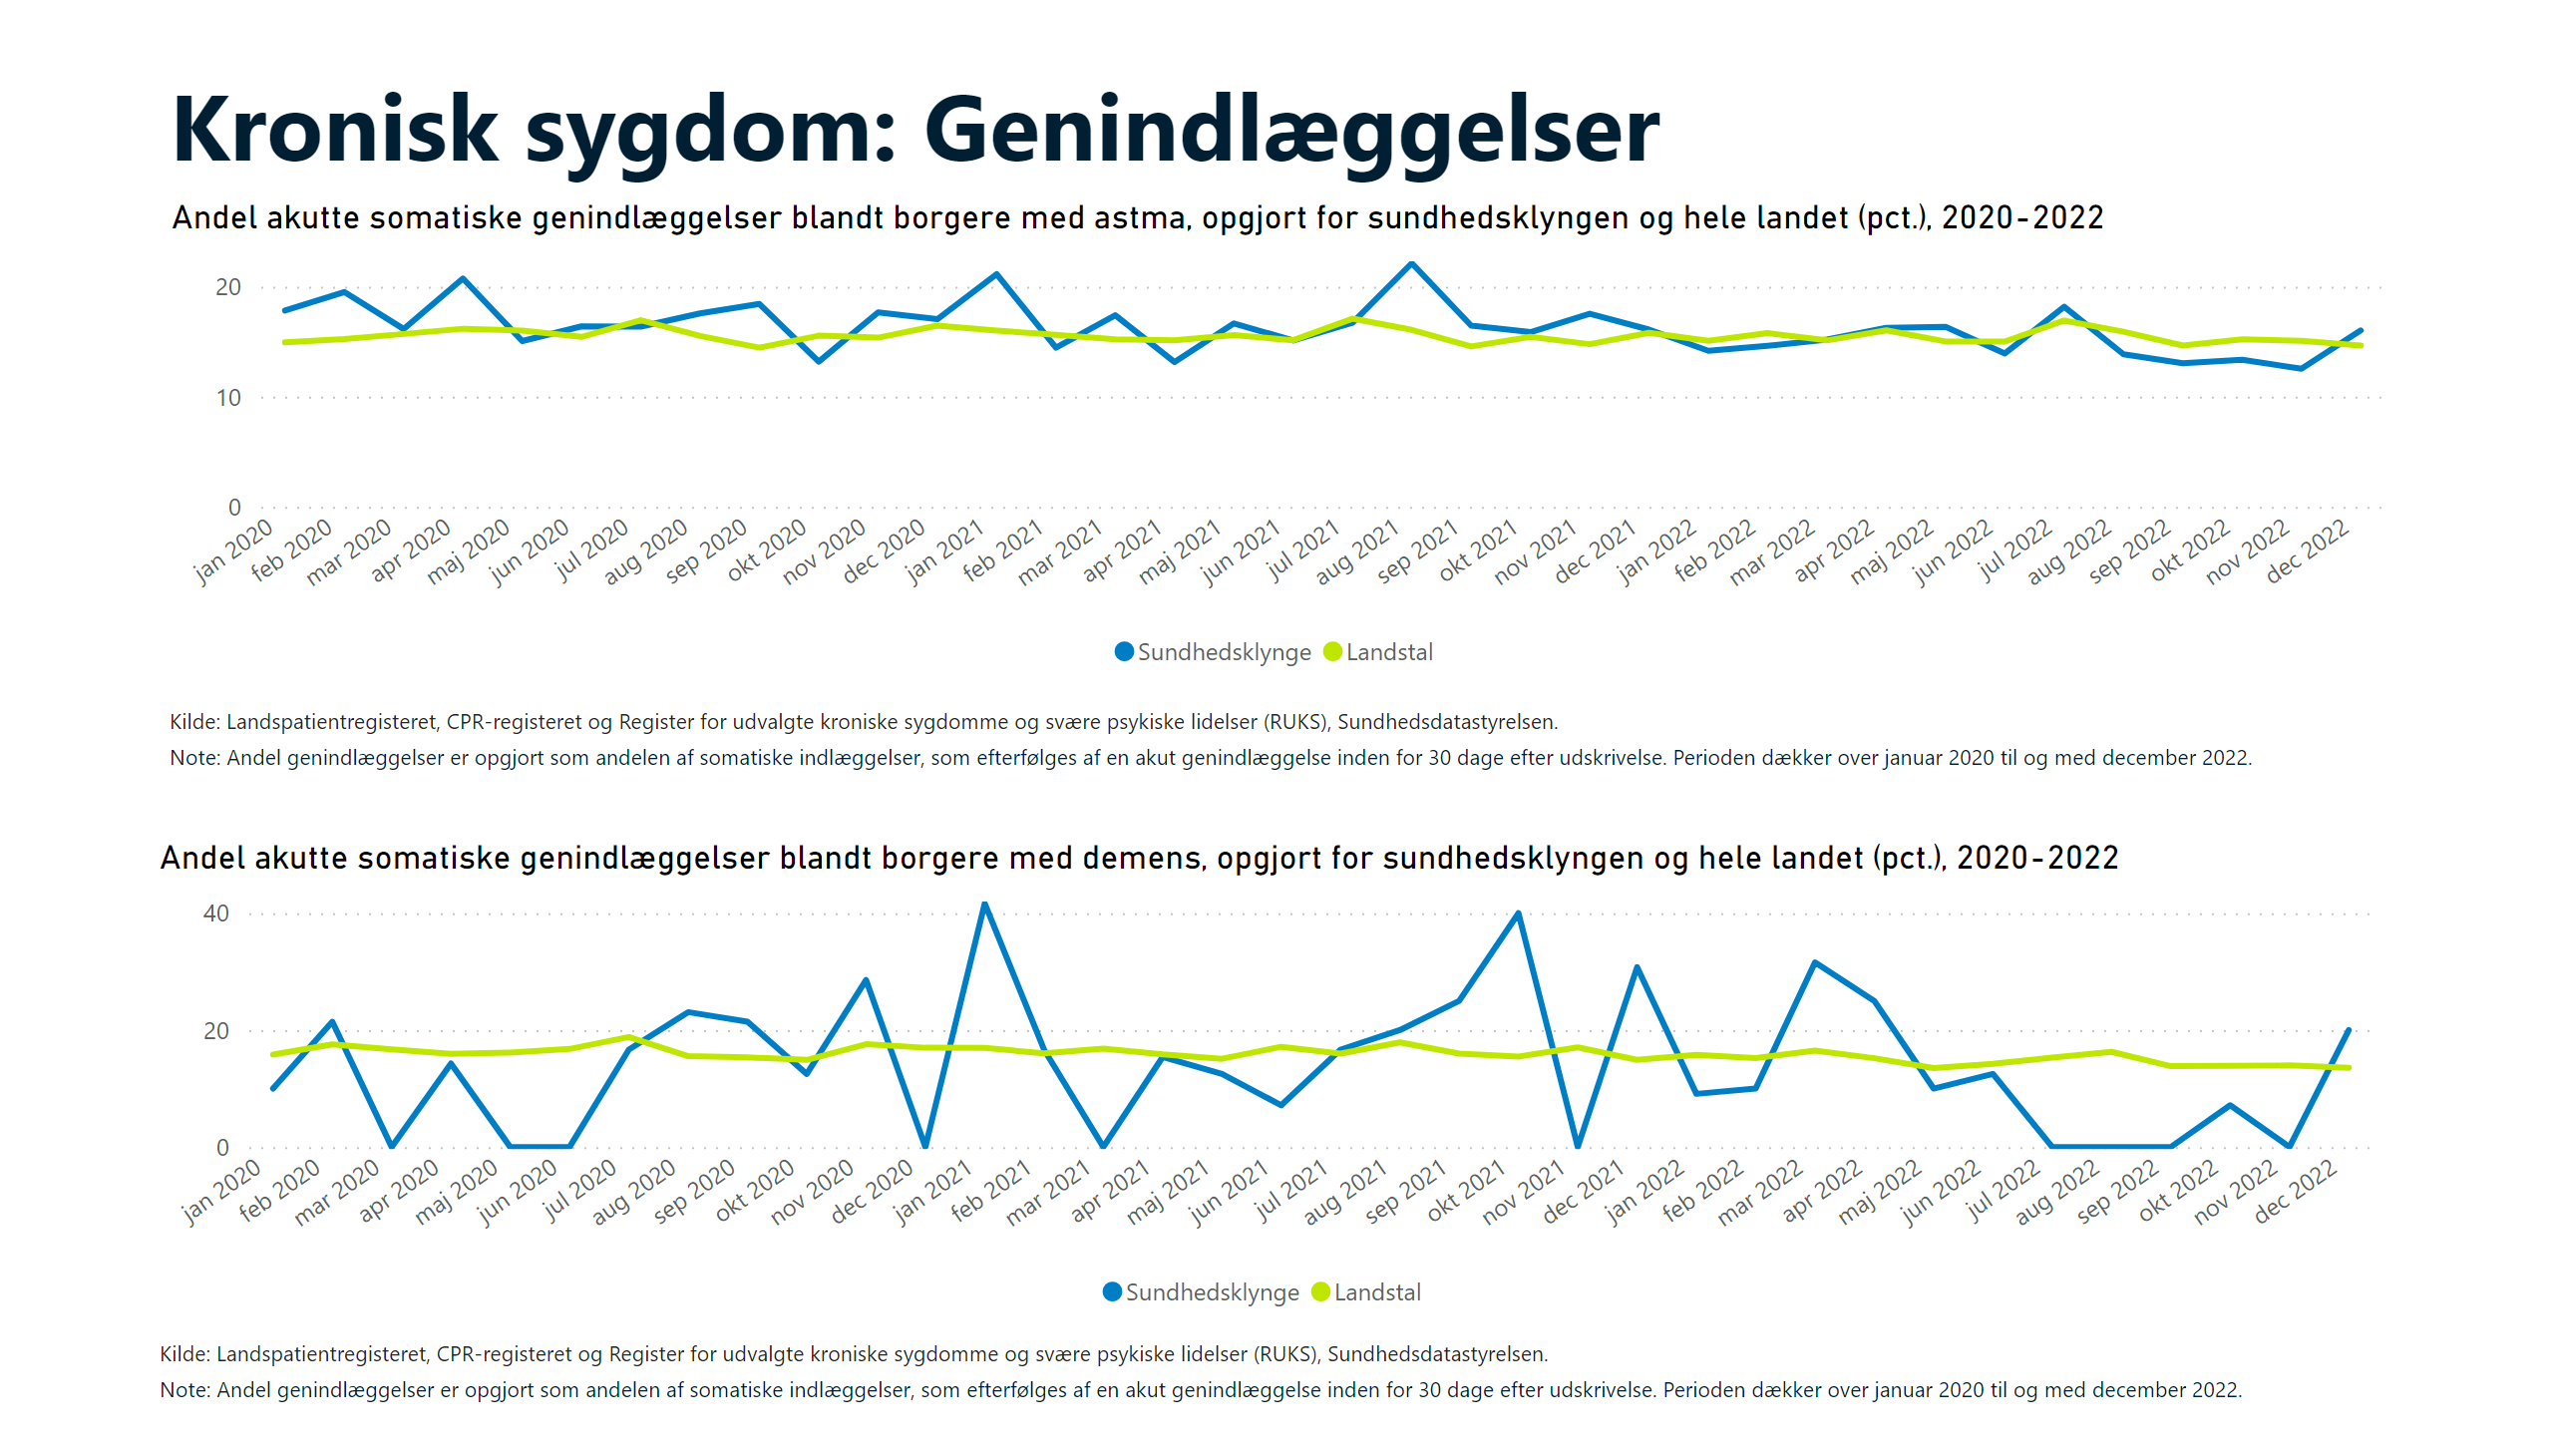 Kronisk sygdom: Genindlæggelser
Andel akutte somatiske genindlæggelser blandt borgere med astma, opgjort for sundhedsklyngen og hele landet (pct.), 2020-2022
20
10
0
jan 2020
feb 2020
mar 2020
apr 2020
maj 2020
jun 2020
jul 2020
aug 2020
sep 2020
okt 2020
nov 2020
dec 2020
jan 2021
feb 2021
mar 2021
apr 2021
maj 2021
jun 2021
jul 2021
aug 2021
sep 2021
okt 2021
nov 2021
dec 2021
jan 2022
feb 2022
mar 2022
apr 2022
maj 2022
jun 2022
jul 2022
aug 2022
sep 2022
okt 2022
nov 2022
dec 2022
Sundhedsklynge Landstal
Kilde: Landspatientregisteret, CPR-registeret og Register for udvalgte kroniske sygdomme og svære psykiske lidelser (RUKS), Sundhedsdatastyrelsen.
Note: Andel genindlæggelser er opgjort som andelen af somatiske indlæggelser, som efterfølges af en akut genindlæggelse inden for 30 dage efter udskrivelse. Perioden dækker over januar 2020 til og med december 2022.
Andel akutte somatiske genindlæggelser blandt borgere med demens, opgjort for sundhedsklyngen og hele landet (pct.), 2020-2022
40
20
0
jan 2020
feb 2020
mar 2020
apr 2020
maj 2020
jun 2020
jul 2020
aug 2020
sep 2020
okt 2020
nov 2020
dec 2020
jan 2021
feb 2021
mar 2021
apr 2021
maj 2021
jun 2021
jul 2021
aug 2021
sep 2021
okt 2021
nov 2021
dec 2021
jan 2022
feb 2022
mar 2022
apr 2022
maj 2022
jun 2022
jul 2022
aug 2022
sep 2022
okt 2022
nov 2022
dec 2022
Sundhedsklynge Landstal
Kilde: Landspatientregisteret, CPR-registeret og Register for udvalgte kroniske sygdomme og svære psykiske lidelser (RUKS), Sundhedsdatastyrelsen.
Note: Andel genindlæggelser er opgjort som andelen af somatiske indlæggelser, som efterfølges af en akut genindlæggelse inden for 30 dage efter udskrivelse. Perioden dækker over januar 2020 til og med december 2022.